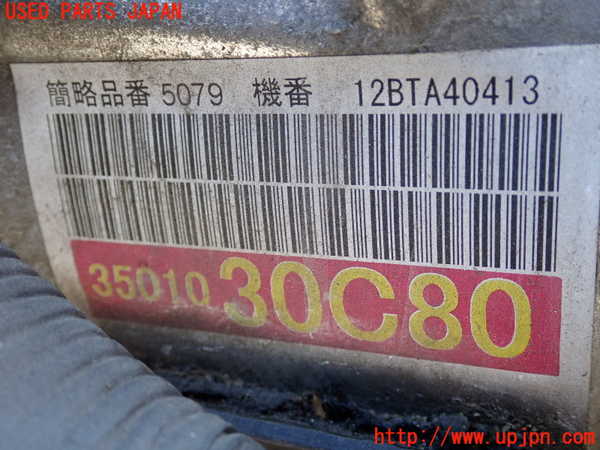 USED PARTS JAPAN
簡略品番 5079 機番 12BTA40413
35010 30C80
http://www.upjpn.com/